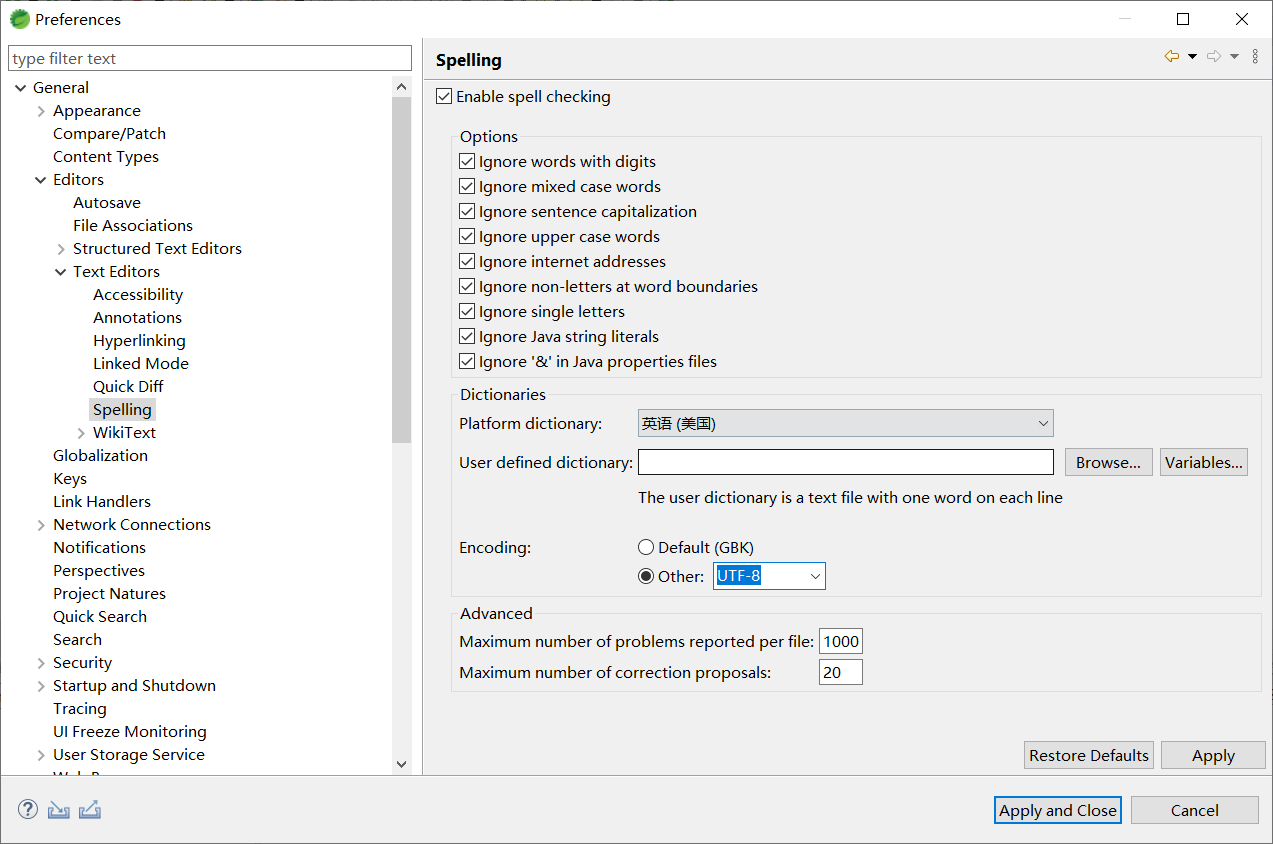 Preferences
type filter text
General
Appearance
Compare/Patch
Content Types
Editors
Autosave
File Associations
Structured Text Editors
Text Editors
Accessibility
Annotations
Hyperlinking
Linked Mode
Quick Diff
Spelling
WikiText
Globalization
Keys
Link Handlers
Network Connections
Notifications
Perspectives
Project Natures
Quick Search
Search
Security
Startup and Shutdown
Tracing
UI Freeze Monitoring
User Storage Service
Spelling
Enable spell checking
Options
Ignore words with digits
Ignore mixed case words
Ignore sentence capitalization
Ignore upper case words
Ignore internet addresses
Ignore non-letters at word boundaries
Ignore single letters
Ignore Java string literals
Ignore '&' in Java properties files
Dictionaries
Platform dictionary: 英语 (美国)
User defined dictionary: Browse... Variables...
The user dictionary is a text file with one word on each line
Encoding: Default (GBK)
Other: UTF-8
Advanced
Maximum number of problems reported per file: 1000
Maximum number of correction proposals: 20
Restore Defaults Apply
? Apply and Close Cancel